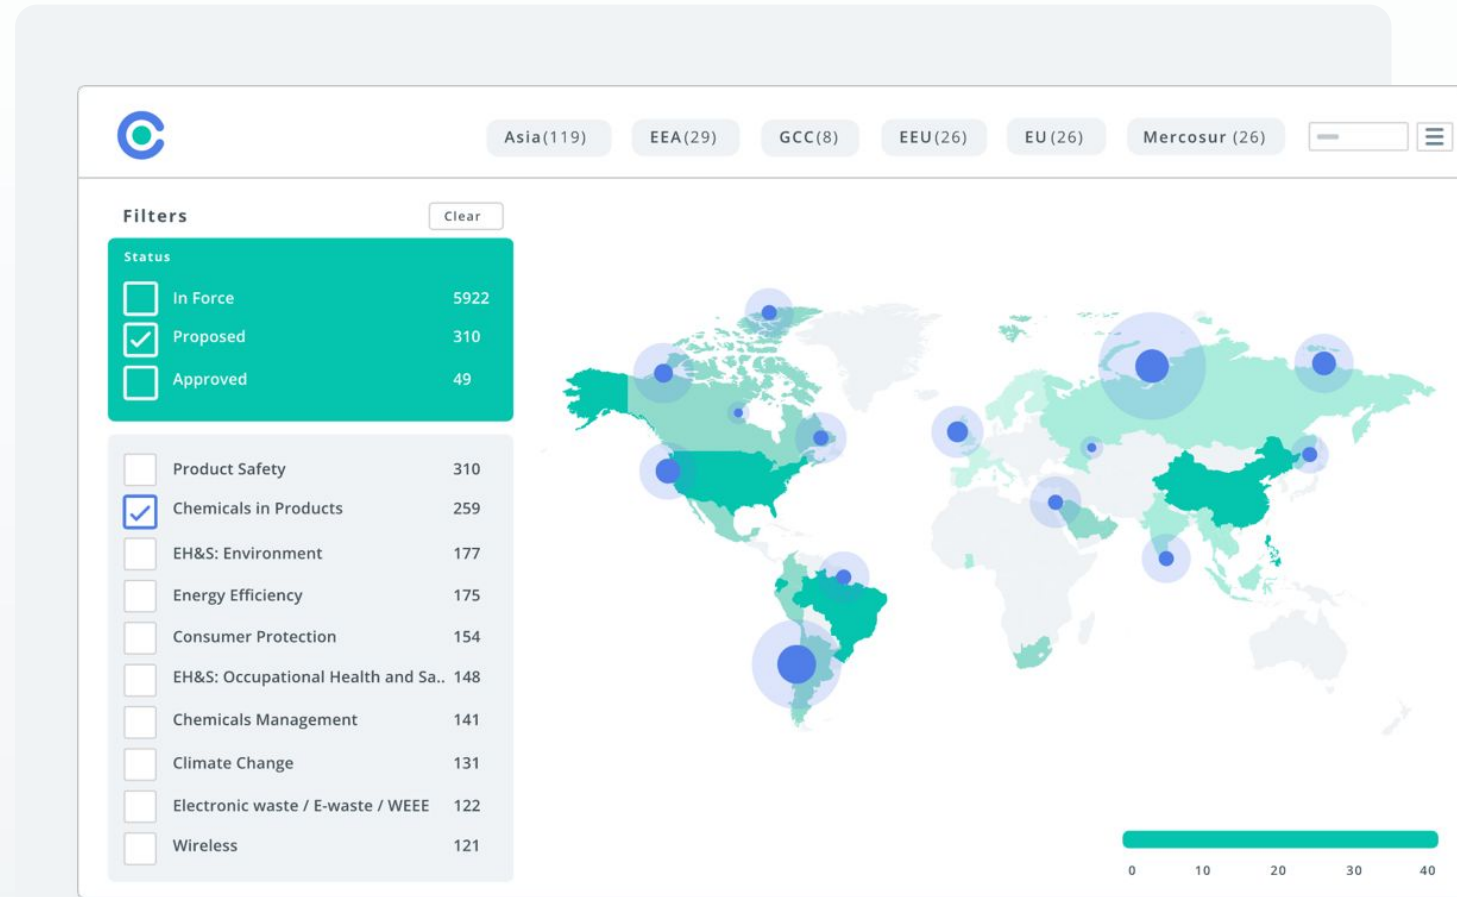 Asia(119) EEA(29) GCC(8) EEU(26) EU(26) Mercosur (26)
Filters Clear
Status
In Force 5922
Proposed 310
Approved 49
Product Safety 310
Chemicals in Products 259
EH&S: Environment 177
Energy Efficiency 175
Consumer Protection 154
EH&S: Occupational Health and Sa.. 148
Chemicals Management 141
Climate Change 131
Electronic waste / E-waste / WEEE 122
Wireless 121
0 10 20 30 40